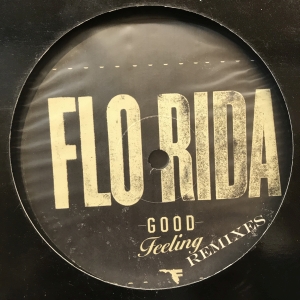 FLO RIDA
GOOD
Feeling
REMIXES